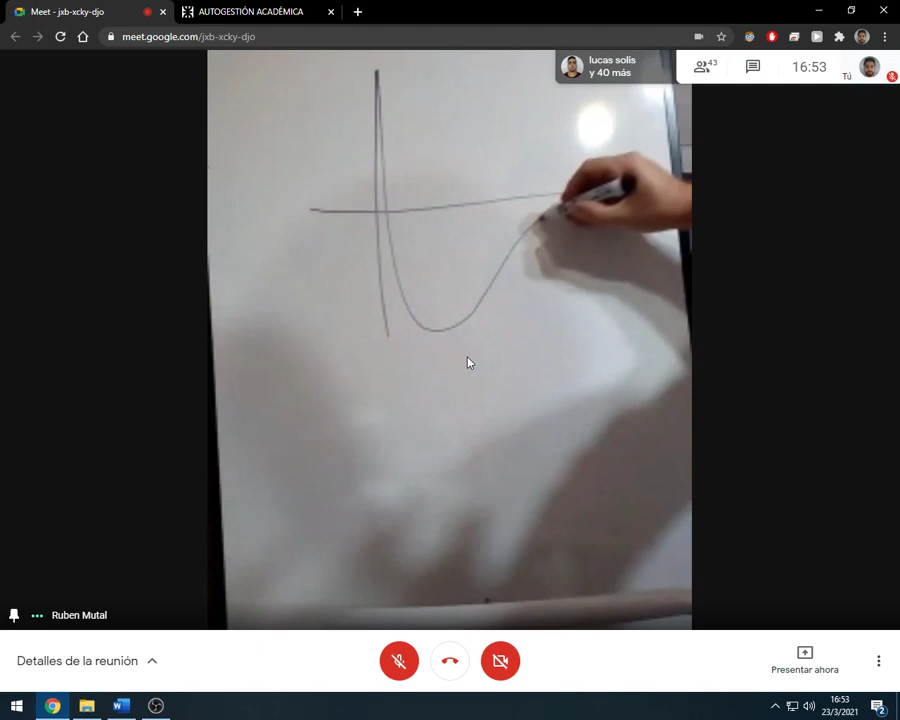 Meet - jxb-xcky-djo
AUTOGESTIÓN ACADÉMICA
meet.google.com/jxb-xcky-djo
lucas solis
y 40 más
43
16:53
Tú
Ruben Mutal
Detalles de la reunión
Presentar ahora
16:53
23/3/2021
2